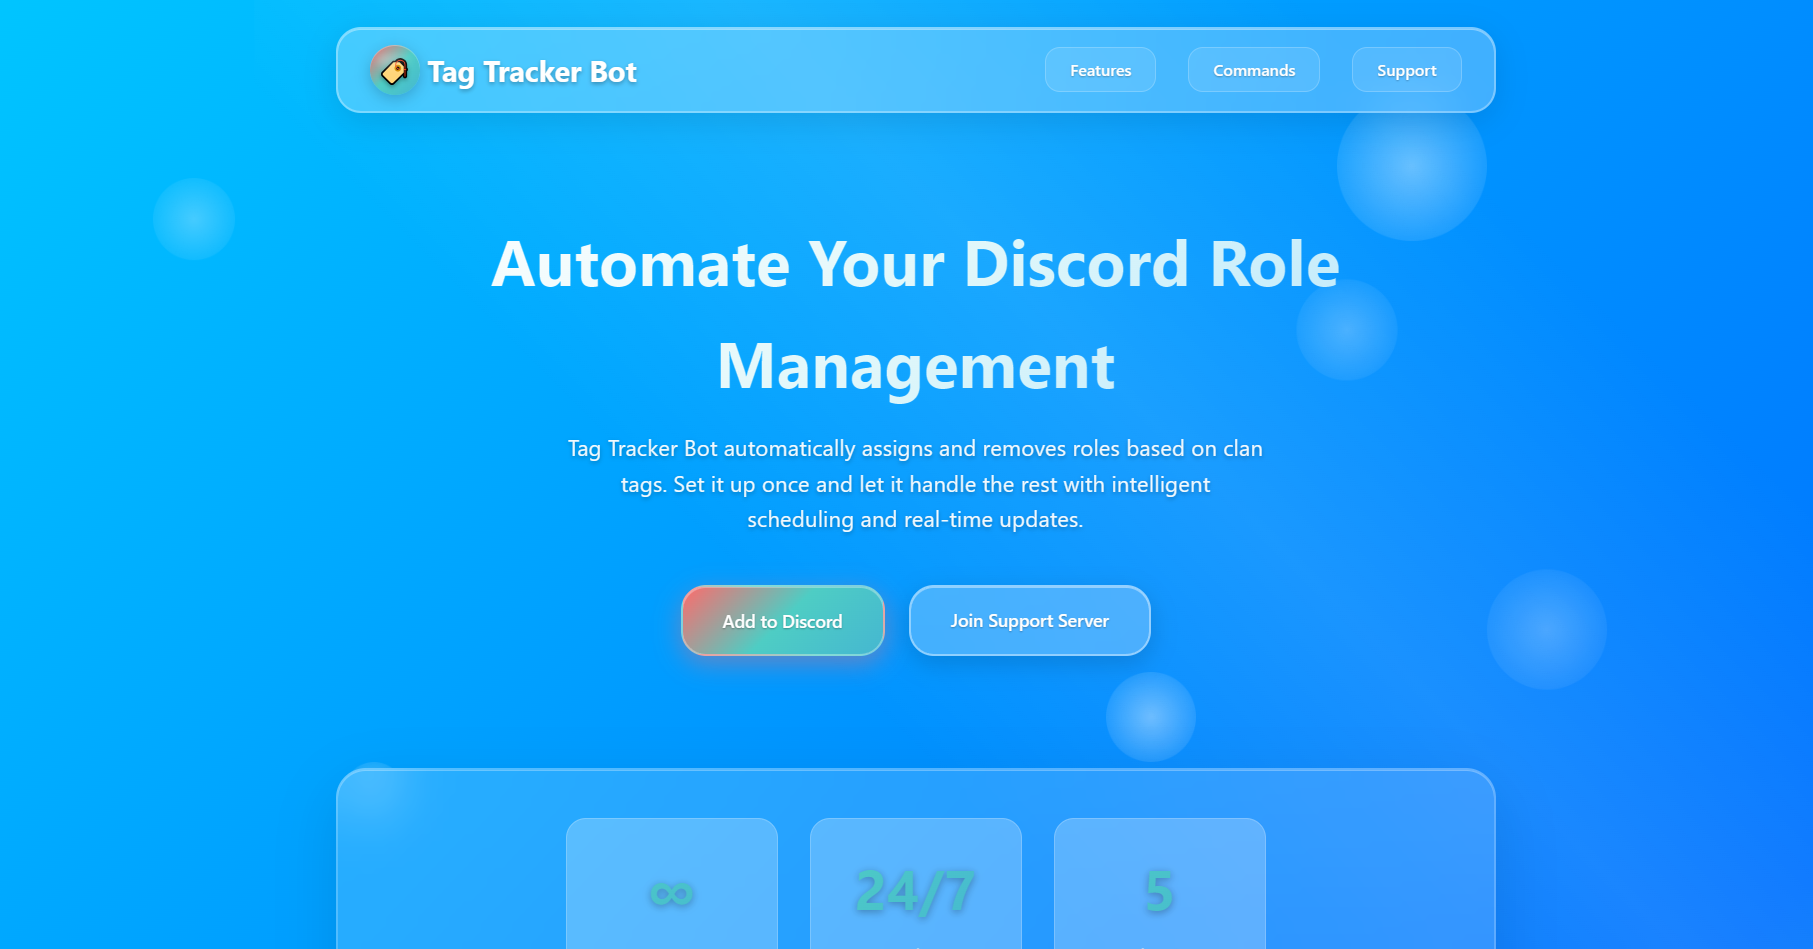 Tag Tracker Bot
Features
Commands
Support
Automate Your Discord Role
Management
Tag Tracker Bot automatically assigns and removes roles based on clan
tags. Set it up once and let it handle the rest with intelligent
scheduling and real-time updates.
Add to Discord
Join Support Server
∞
24/7
5